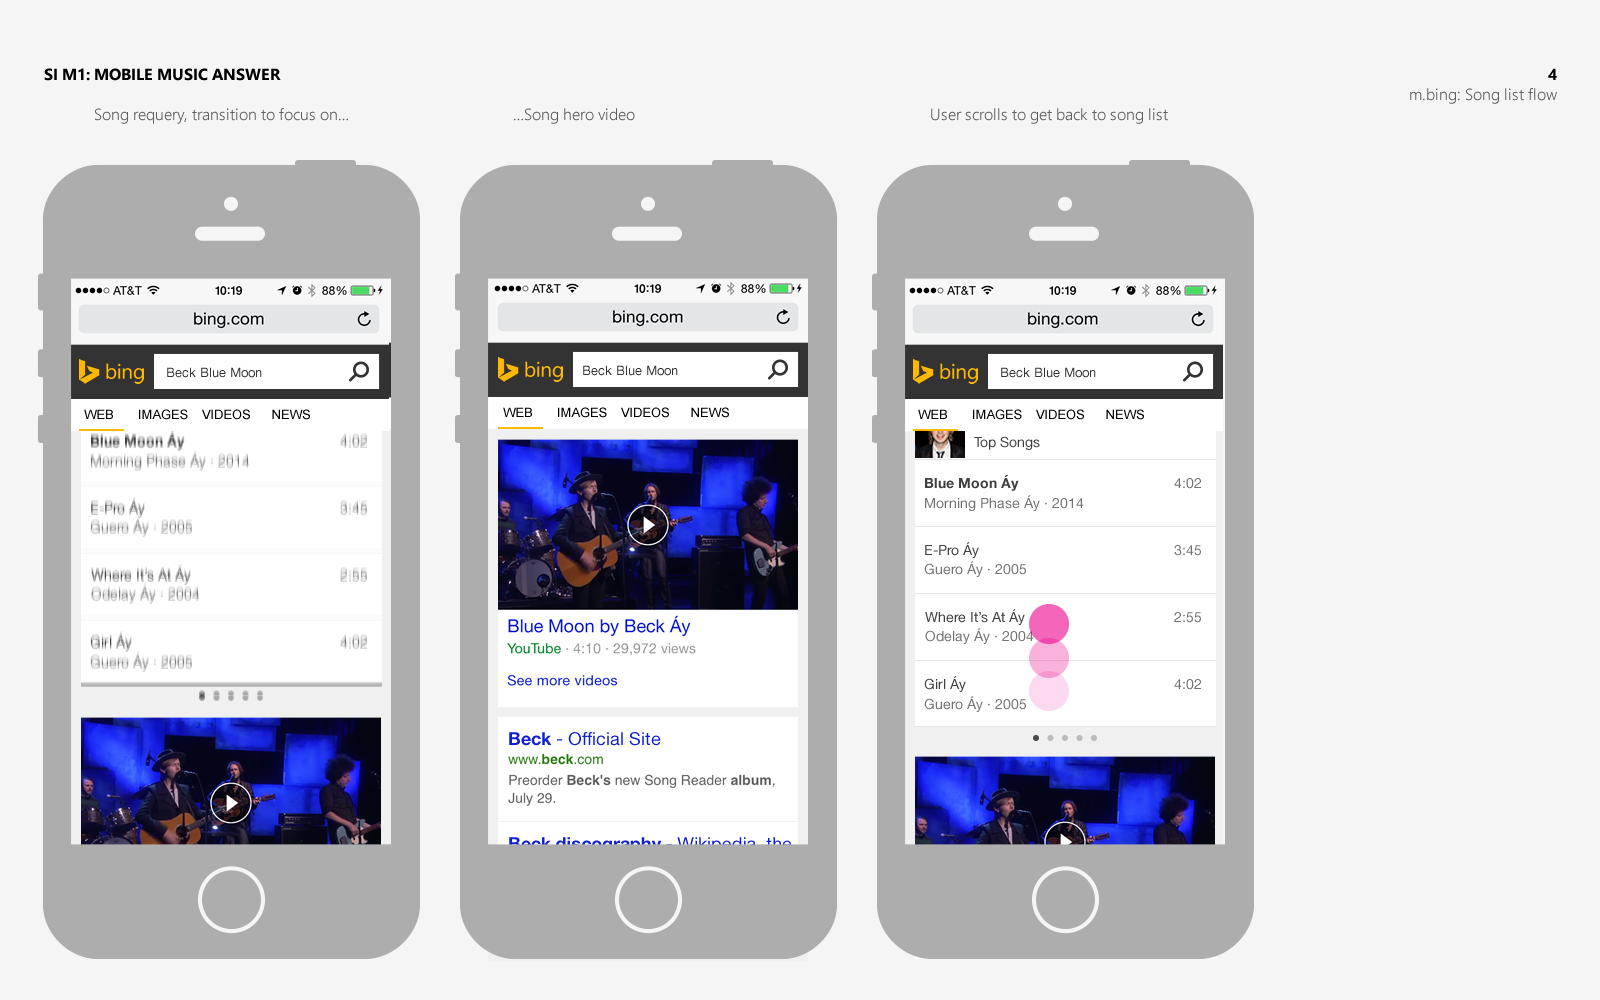 SI M1: MOBILE MUSIC ANSWER
4
m.bing: Song list flow
Song requery, transition to focus on...
...Song hero video
User scrolls to get back to song list
AT&T 10:19 88%
bing.com
bing Beck Blue Moon
WEB IMAGES VIDEOS NEWS
Blue Moon Áy 4:02
Morning Phase Áy · 2014
E-Pro Áy 3:45
Guero Áy · 2005
Where It's At Áy 2:55
Odelay Áy · 2004
Girl Áy 4:02
Guero Áy · 2005
AT&T 10:19 88%
bing.com
bing Beck Blue Moon
WEB IMAGES VIDEOS NEWS
Blue Moon by Beck Áy
YouTube · 4:10 · 29,972 views
See more videos
Beck - Official Site
www.beck.com
Preorder Beck's new Song Reader album,
July 29.
Beck discography - Wikipedia, the
AT&T 10:19 88%
bing.com
bing Beck Blue Moon
WEB IMAGES VIDEOS NEWS
Top Songs
Blue Moon Áy 4:02
Morning Phase Áy · 2014
E-Pro Áy 3:45
Guero Áy · 2005
Where It’s At Áy 2:55
Odelay Áy · 2004
Girl Áy 4:02
Guero Áy · 2005